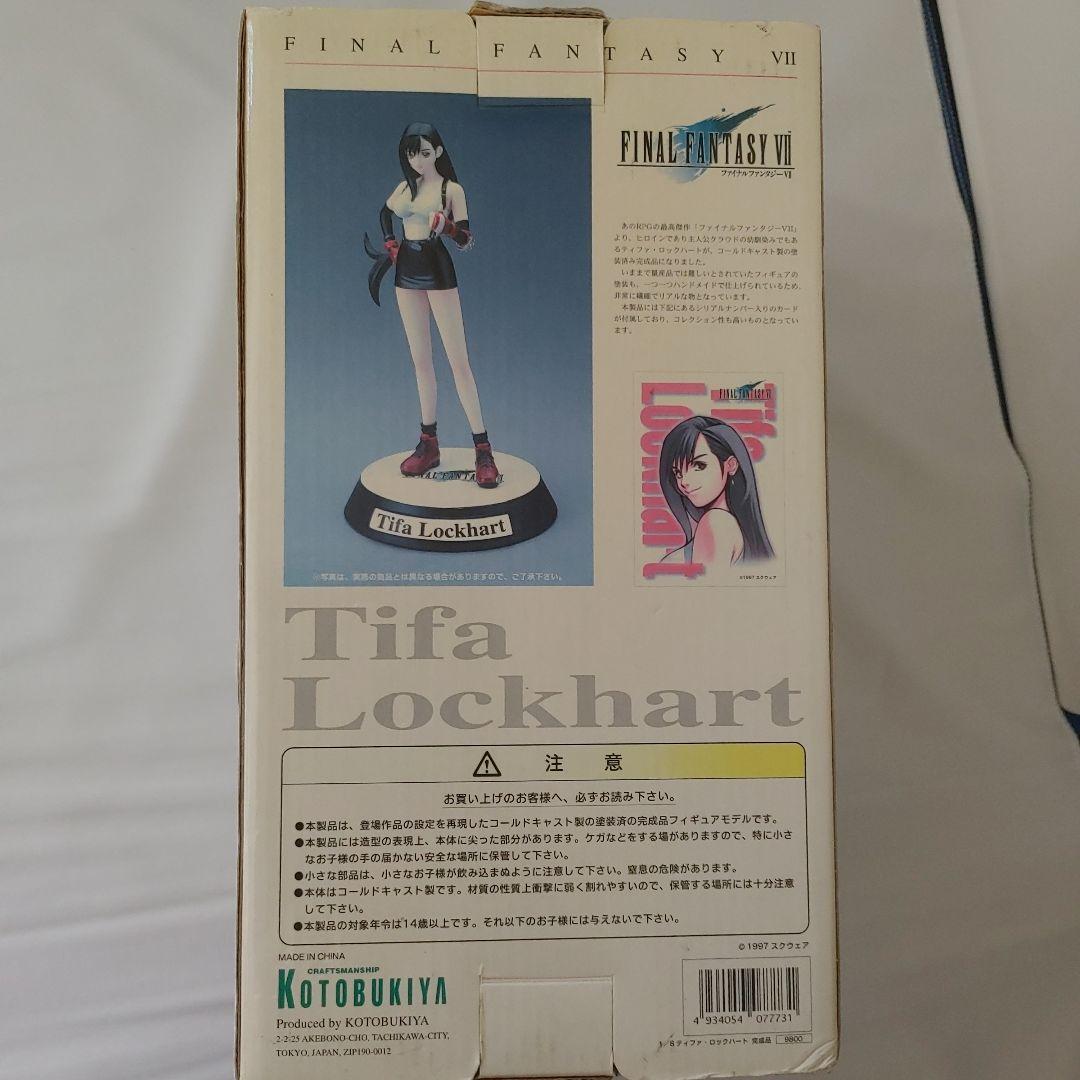 FINAL FANTASY VII
FINAL FANTASY VII
ファイナルファンタジーVII
あのRPGの最高傑作「ファイナルファンタジーVII」
より、ヒロインであり主人公クラウドの幼馴染みでもあ
るティファ・ロックハートが、コールドキャスト製の塗
装済み完成品になりました。
いままで量産品では難しいとされていたフィギュアの
塗装も、一つ一つハンドメイドで仕上げられているため、
非常に繊細でリアルな物となっています。
本製品には下記にあるシリアルナンバー入りのカード
が付属しており、コレクション性も高いものとなってい
ます。
FINAL FANTASY VII
Tifa Lockhart
※写真は、実際の商品とは異なる場合がありますので、ご了承下さい。
FINAL FANTASY VII
Tifa
Lockhart
©1997 スクウェア
Tifa
Lockhart
注意
お買い上げのお客様へ、必ずお読み下さい。
●本製品は、登場作品の設定を再現したコールドキャスト製の塗装済の完成品フィギュアモデルです。
●本製品には造型の表現上、本体に尖った部分があります。ケガなどをする場がありますので、特に小さ
なお子様の手の届かない安全な場所に保管して下さい。
●小さな部品は、小さなお子様が飲み込まぬように注意して下さい。窒息の危険があります。
●本体はコールドキャスト製です。材質の性質上衝撃に弱く割れやすいので、保管する場所には十分注意
して下さい。
●本製品の対象年令は14歳以上です。それ以下のお子様には与えないで下さい。
©1997 スクウェア
MADE IN CHINA
CRAFTSMANSHIP
KOTOBUKIYA
Produced by KOTOBUKIYA
2-2-25 AKEBONO-CHO, TACHIKAWA-CITY,
TOKYO, JAPAN, ZIP190-0012
4 934054 077731
1/8 ティファ・ロックハート 完成品 9800